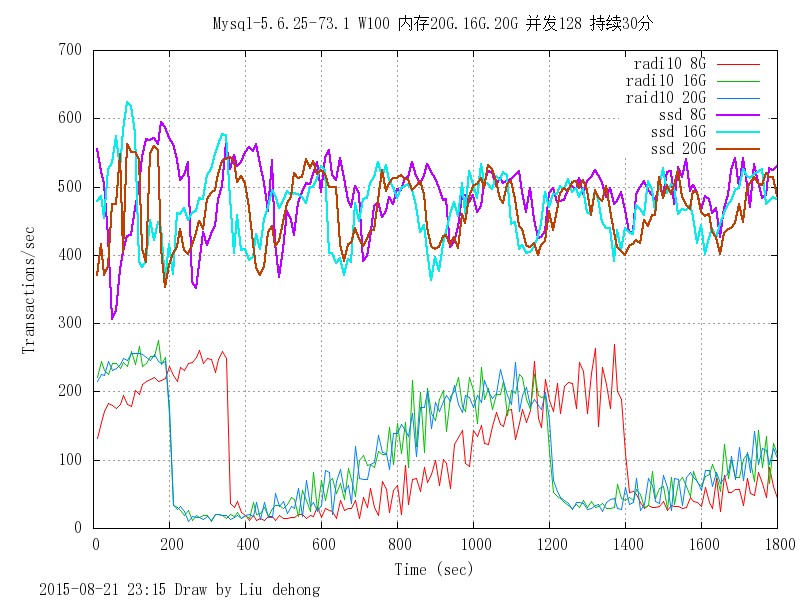 Mysql-5.6.25-73.1 W100 内存20G.16G.20G 并发128 持续30分
700
600
500
400
300
200
100
0
Transactions/sec
radi10 8G
radi10 16G
raid10 20G
ssd 8G
ssd 16G
ssd 20G
0 200 400 600 800 1000 1200 1400 1600 1800
Time (sec)
2015-08-21 23:15 Draw by Liu dehong